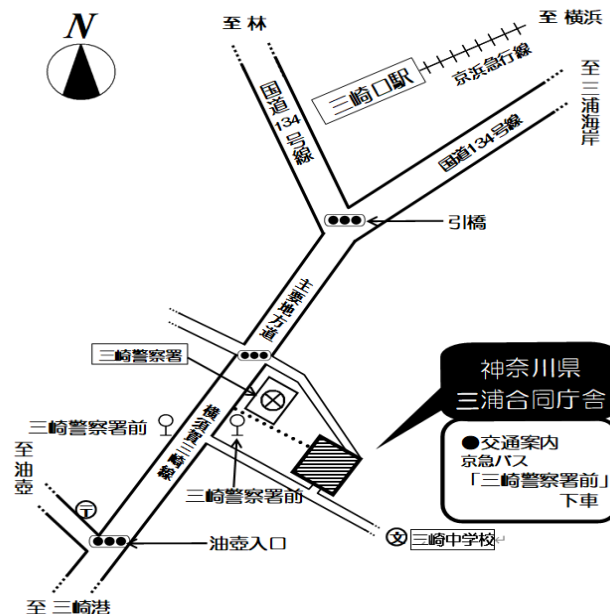 N
至 林
至 横浜
京浜急行線
三崎口駅
至 三浦海岸
国道134号線
国道134号線
引橋
主要地方道
三崎警察署
神奈川県
三浦合同庁舎
三崎警察署前
横須賀三崎線
●交通案内
京急バス
「三崎警察署前」
下車
至 油壺
三崎警察署前
〒
文
三崎中学校
油壺入口
至 三崎港